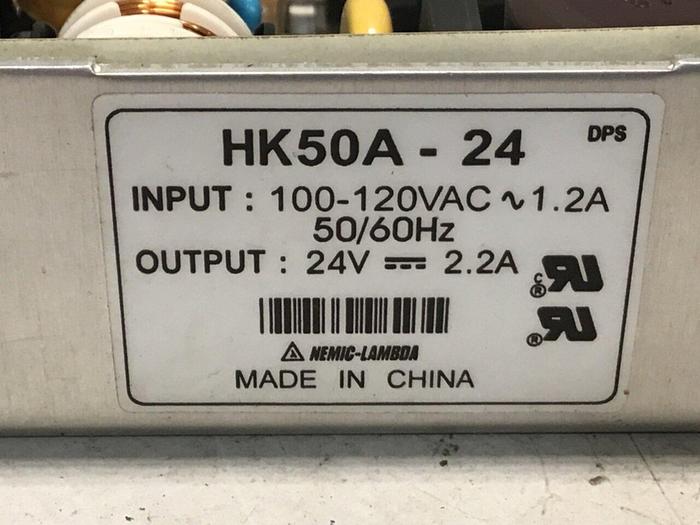 HK50A - 24 DPS
INPUT : 100-120VAC ∿ 1.2A
50/60Hz
OUTPUT : 24V ⎓ 2.2A
NEMIC-LAMBDA
MADE IN CHINA